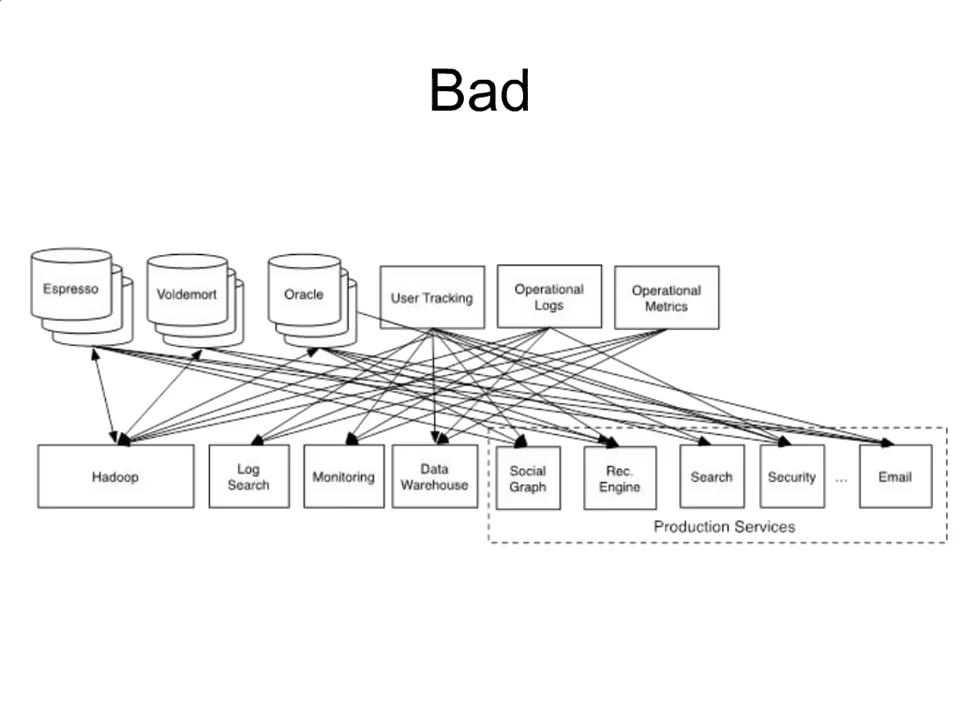 Bad
Espresso
Voldemort
Oracle
User Tracking
Operational
Logs
Operational
Metrics
Hadoop
Log
Search
Monitoring
Data
Warehouse
Social
Graph
Rec.
Engine
Search
Security
...
Email
Production Services